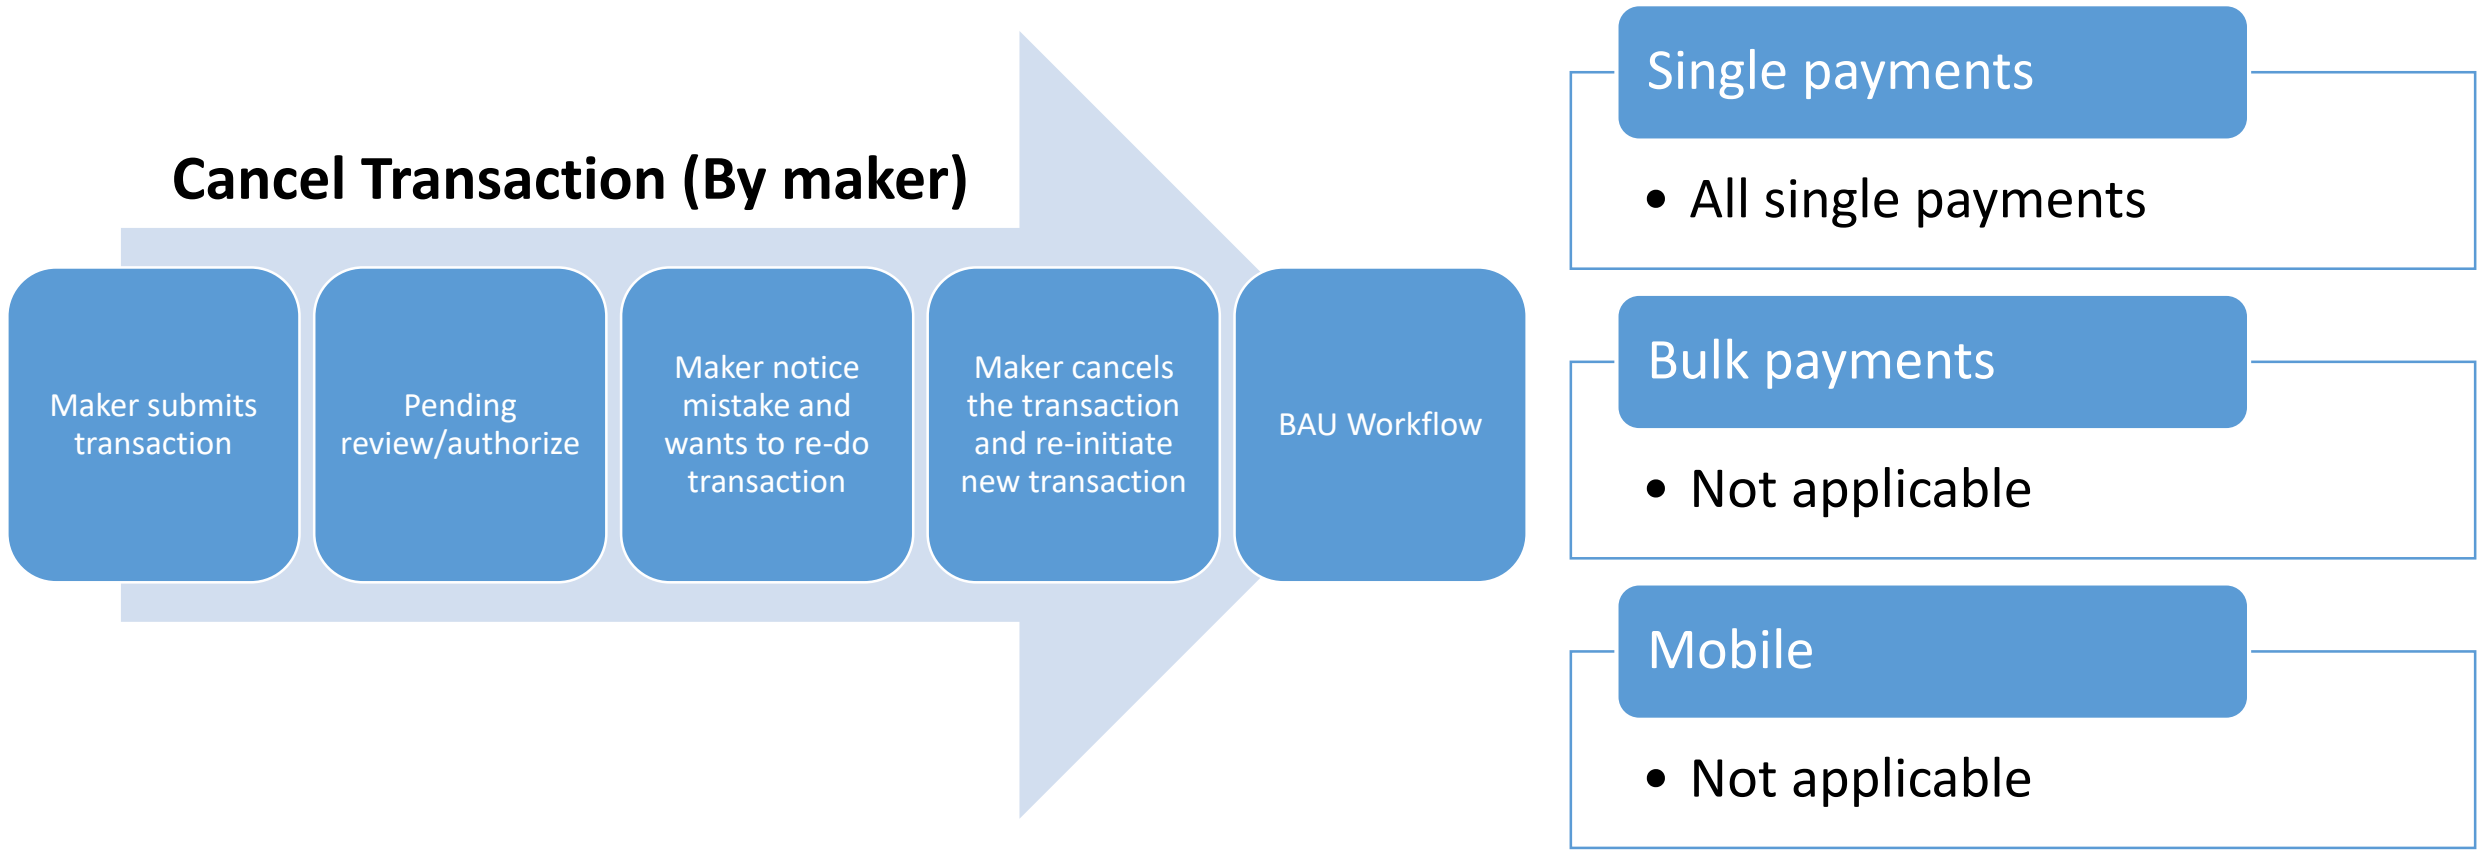 Cancel Transaction (By maker)
Maker submits
transaction
Pending
review/authorize
Maker notice
mistake and
wants to re-do
transaction
Maker cancels
the transaction
and re-initiate
new transaction
BAU Workflow
Single payments
• All single payments
Bulk payments
• Not applicable
Mobile
• Not applicable